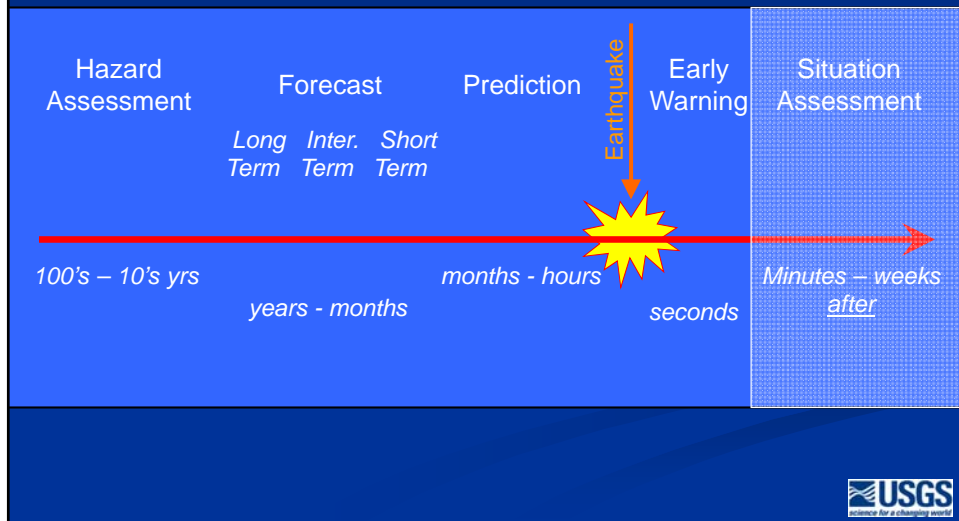 Hazard
Assessment
Forecast
Long Inter. Short
Term Term Term
Prediction
Earthquake
Early
Warning
Situation
Assessment
100's – 10's yrs
years - months
months - hours
seconds
Minutes – weeks
after
USGS
science for a changing world